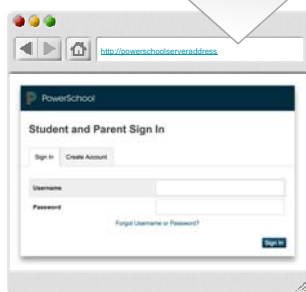 http://powerschoolserveraddress
PowerSchool
Student and Parent Sign In
Sign In Create Account
Username
Password
Forgot Username or Password?
Sign In